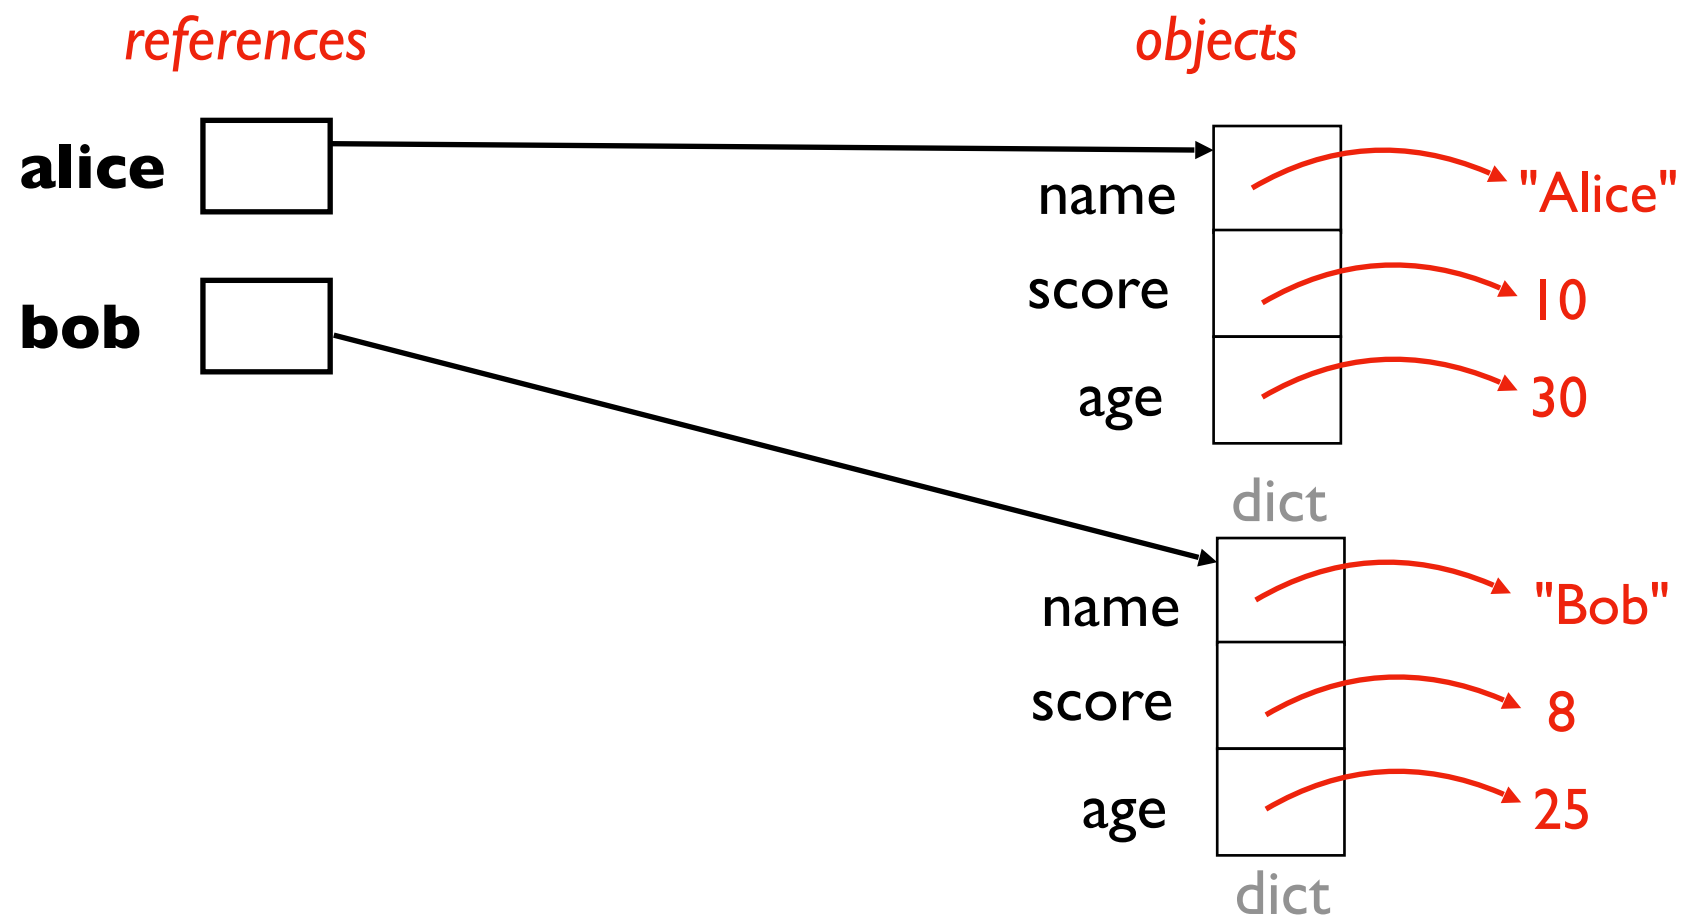 references
objects
alice
name
"Alice"
score
10
bob
age
30
dict
name
"Bob"
score
8
age
25
dict